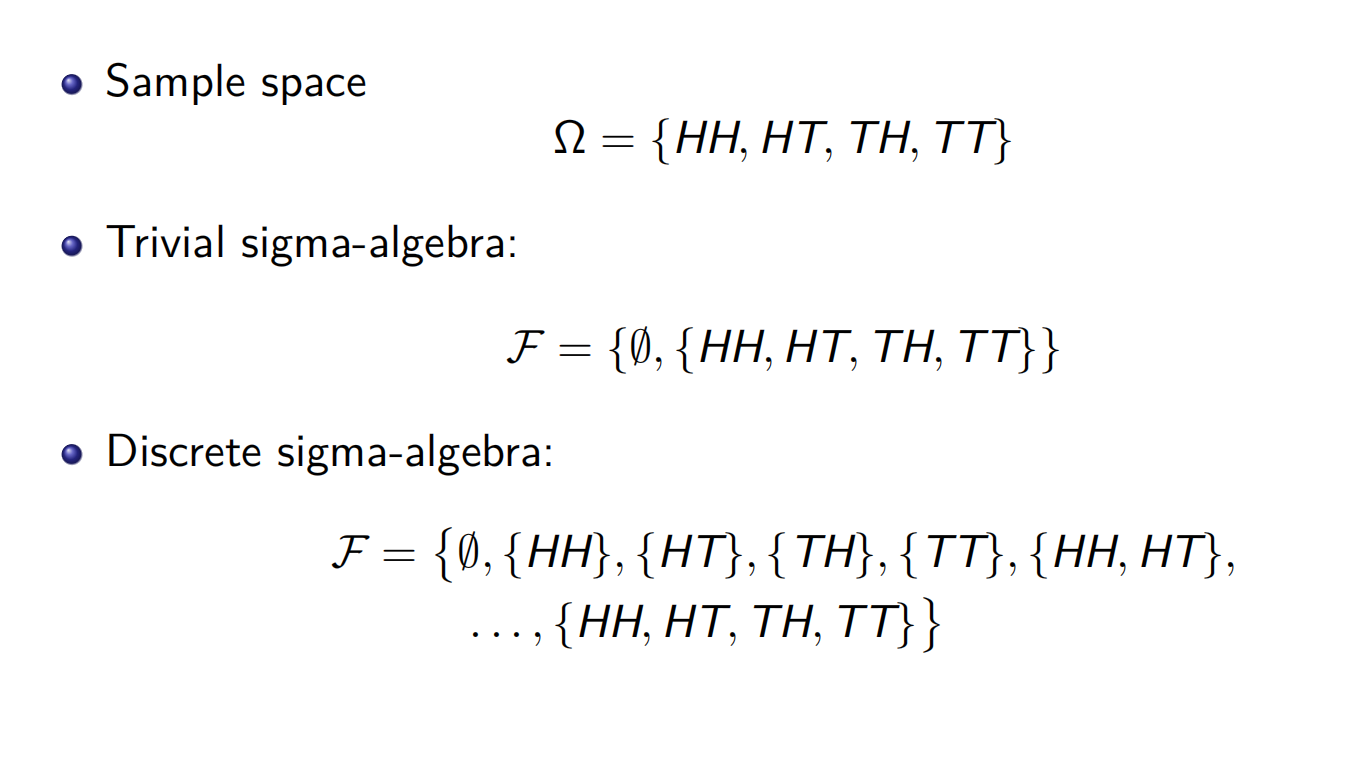 Sample space
Ω = {HH, HT, TH, TT}
Trivial sigma-algebra:
ℱ = {∅, {HH, HT, TH, TT}}
Discrete sigma-algebra:
ℱ = {∅, {HH}, {HT}, {TH}, {TT}, {HH, HT},
..., {HH, HT, TH, TT}}